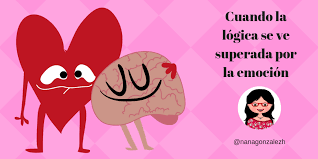 Cuando la
lógica se ve
superada por
la emoción
@nanagonzalezh